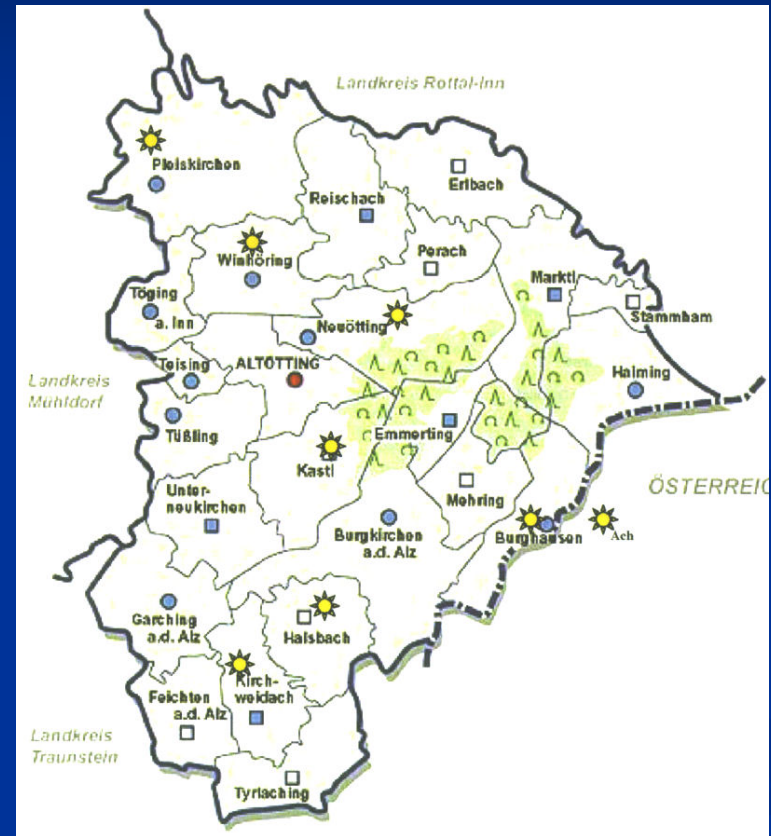 Landkreis Rottal-Inn
Pleiskirchen
Erlbach
Reischach
Perach
Winhöring
Marktl
Töging
a. Inn
Stammham
Neuötting
Teising
ALTÖTTING
Halming
Landkreis
Mühldorf
Tüßling
Emmerting
Kastl
Unter-
neukirchen
Mehring
ÖSTERREIC
Burgkirchen
a.d. Alz
Burghausen
Ach
Garching
a.d. Alz
Halsbach
Kirch-
weidach
Feichten
a.d. Alz
Landkreis
Traunstein
Tyrlaching